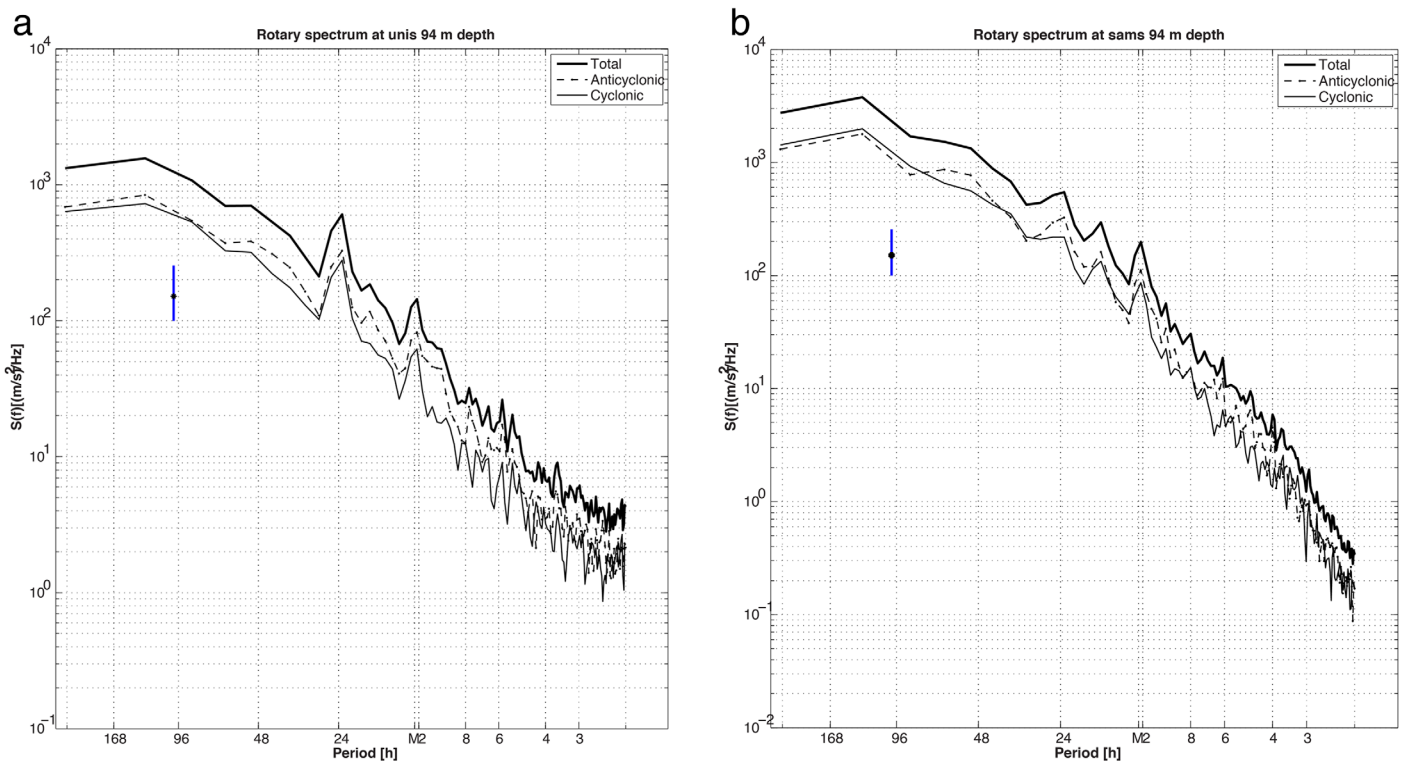 a
Rotary spectrum at unis 94 m depth
Total
Anticyclonic
Cyclonic
10^4
10^3
10^2
10^1
10^0
10^-1
S(f)[(m/s)^2/Hz]
168 96 48 24 M2 8 6 4 3
Period [h]
b
Rotary spectrum at sams 94 m depth
Total
Anticyclonic
Cyclonic
10^4
10^3
10^2
10^1
10^0
10^-1
10^-2
S(f)[(m/s)^2/Hz]
168 96 48 24 M2 8 6 4 3
Period [h]